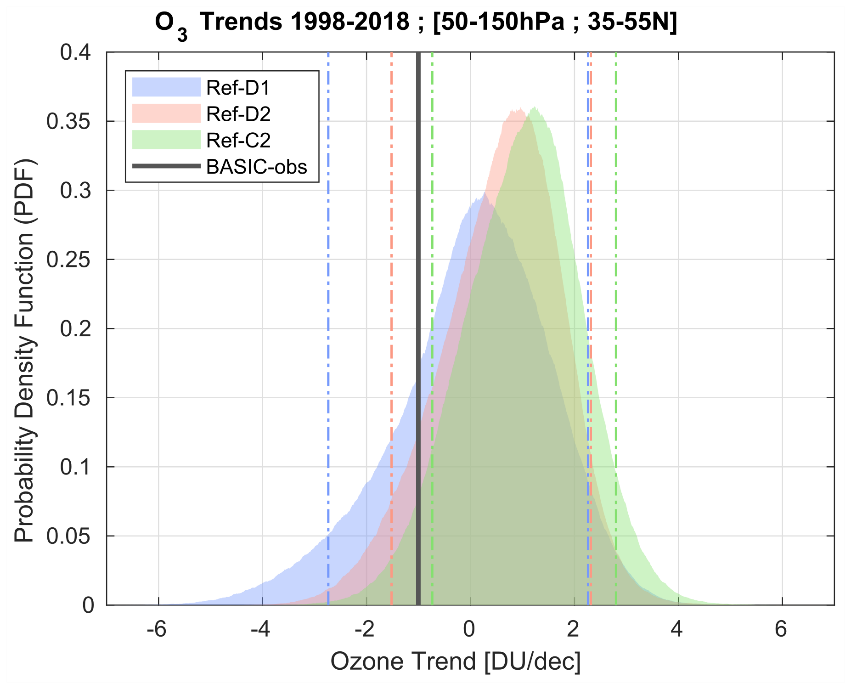 O3 Trends 1998-2018 ; [50-150hPa ; 35-55N]
Probability Density Function (PDF)
0.4
0.35
0.3
0.25
0.2
0.15
0.1
0.05
0
Ref-D1
Ref-D2
Ref-C2
BASIC-obs
-6 -4 -2 0 2 4 6
Ozone Trend [DU/dec]